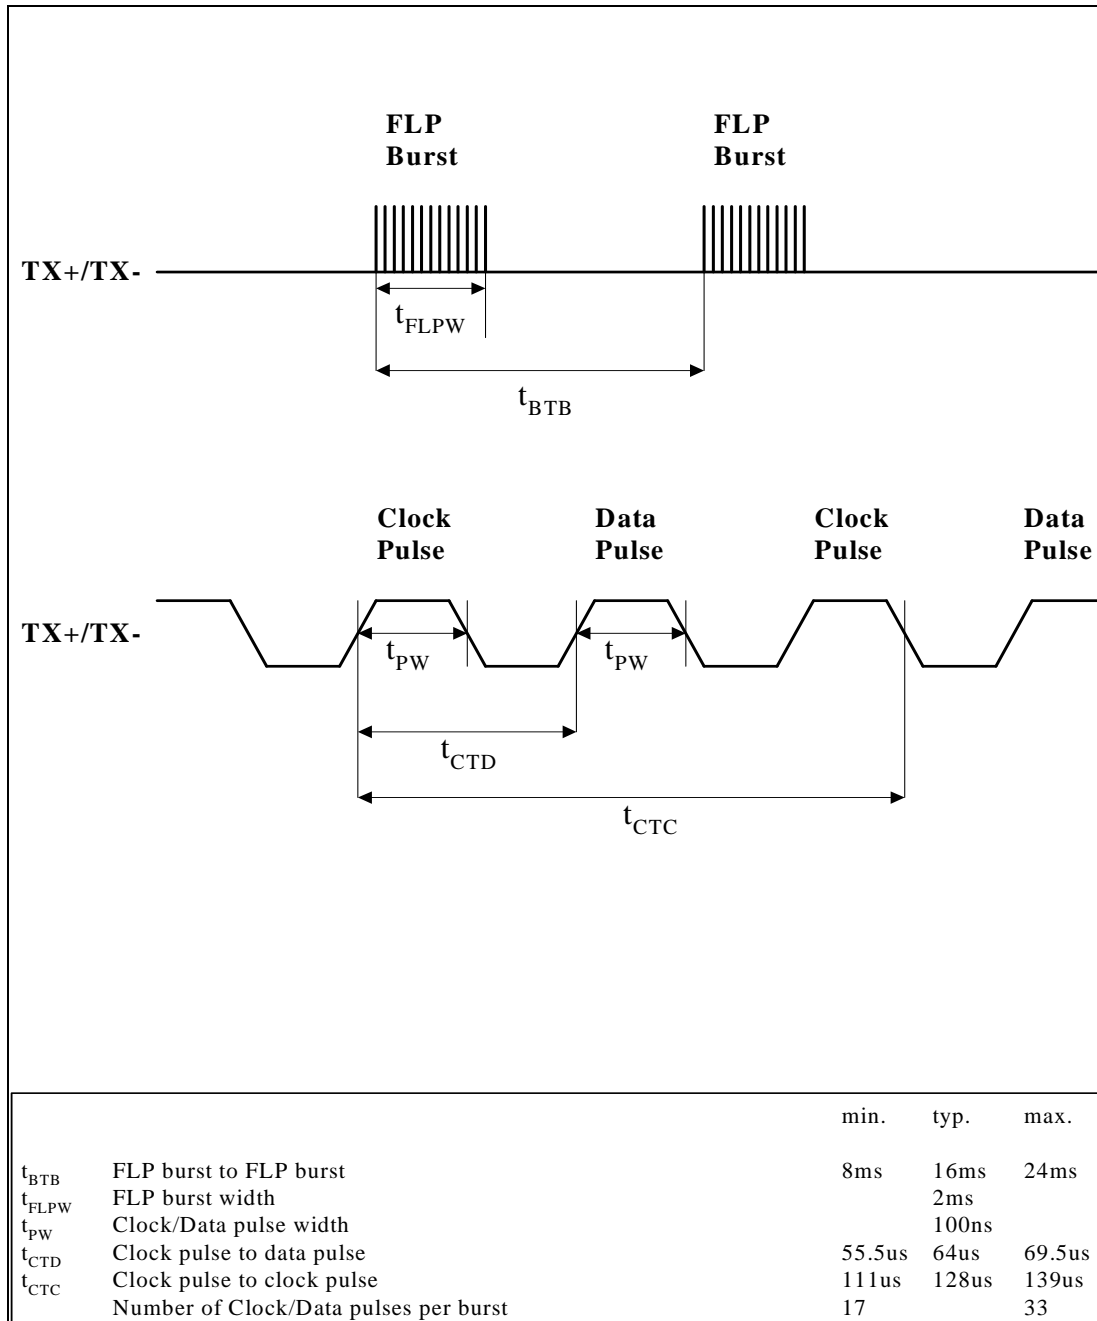 FLP Burst FLP Burst
TX+/TX-
tFLPW
tBTB
Clock Pulse Data Pulse Clock Pulse Data Pulse
TX+/TX-
tPW tPW
tCTD
tCTC
min. typ. max.
tBTB FLP burst to FLP burst 8ms 16ms 24ms
tFLPW FLP burst width 2ms
tPW Clock/Data pulse width 100ns
tCTD Clock pulse to data pulse 55.5us 64us 69.5us
tCTC Clock pulse to clock pulse 111us 128us 139us
Number of Clock/Data pulses per burst 17 33